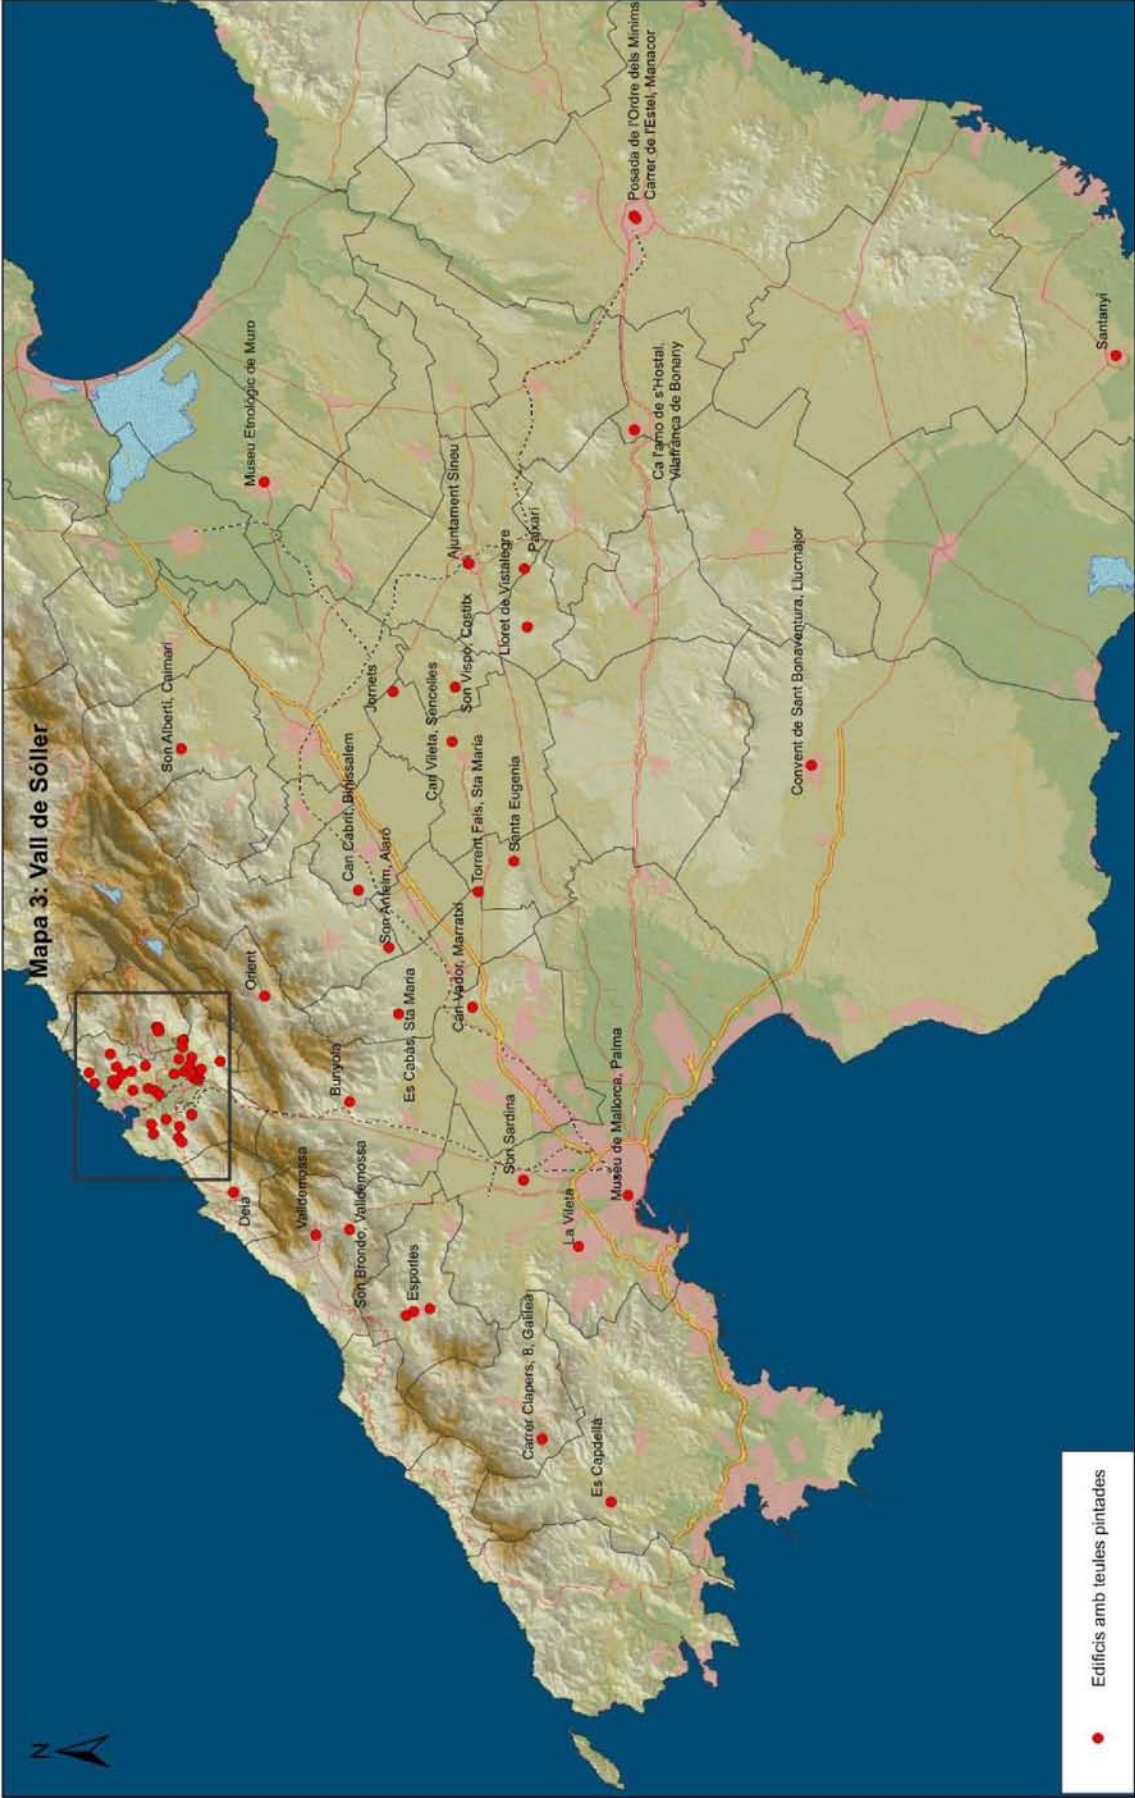 Mapa 3: Vall de Sóller
N
Son Albertí, Caimari
Museu Etnològic de Muro
Orient
Deià
Bunyola
Valldemossa
Son Brondo, Valldemossa
Can Cabrit, Binissalem
Jornets
Son Antelm, Alaró
Es Cabàs, Sta Maria
Esporles
Can Vileta, Sencelles
Ajuntament Sineu
Son Vispo, Costitx
Can Vador, Marratxí
Torrent Fals, Sta Maria
Lloret de Vistalegre
Santa Eugenia
Son Sardina
Carrer Clapers, 8, Galilea
La Vileta
Es Capdellà
Museu de Mallorca, Palma
Posada de l'Ordre dels Mínims
Carrer de l'Estel, Manacor
Ca l'amo de s'Hostal,
Vilafranca de Bonany
Convent de Sant Bonaventura, Llucmajor
Santanyí
Edificis amb teules pintades